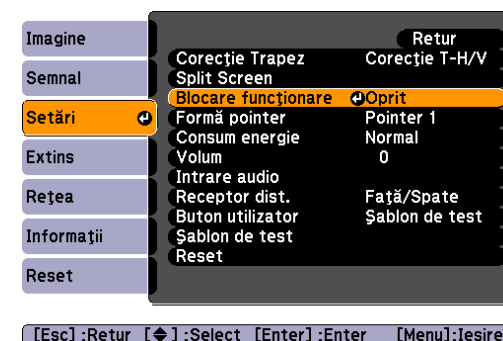 Imagine
Semnal
Setări
Extins
Rețea
Informații
Reset
Retur
Corecție Trapez Corecție T-H/V
Split Screen
Blocare funcționare Oprit
Formă pointer Pointer 1
Consum energie Normal
Volum 0
Intrare audio
Receptor dist. Față/Spate
Buton utilizator Șablon de test
Șablon de test
Reset
[Esc] :Retur [◆] :Select [Enter] :Enter [Menu]:Iesire